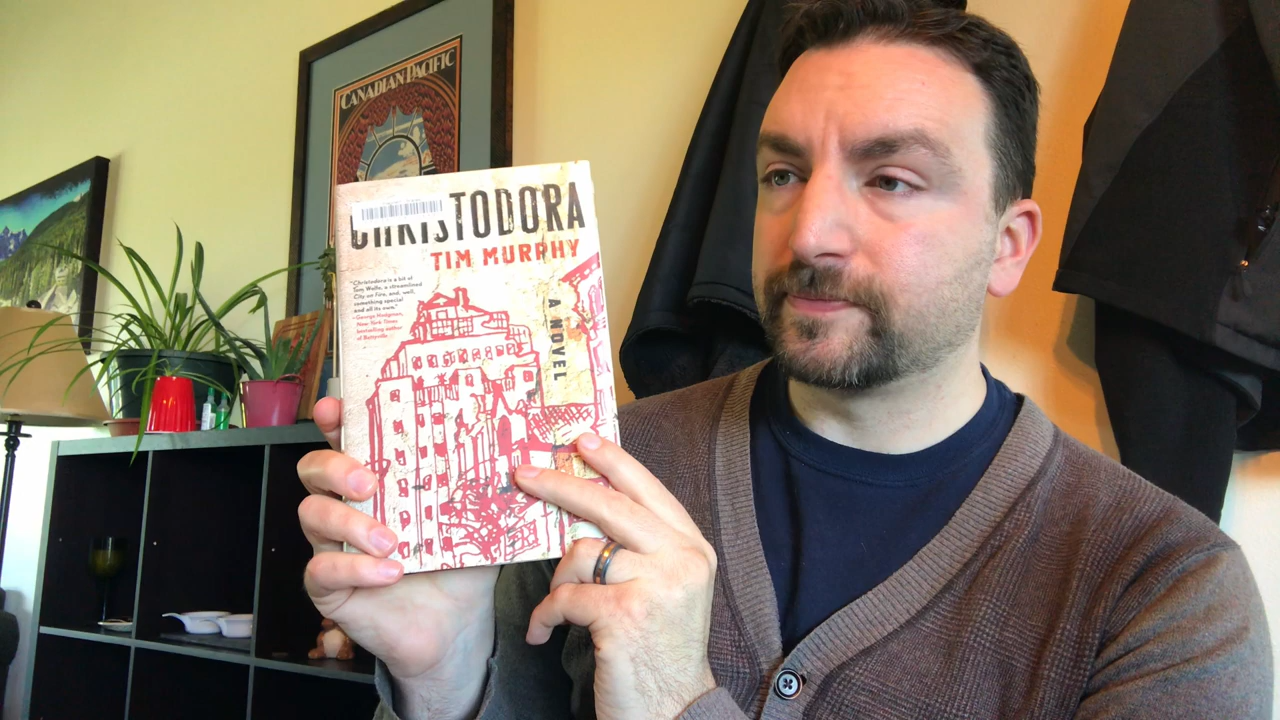 CANADIAN PACIFIC
CHRISTODORA
TIM MURPHY
"Christodora is a bit of
Tom Wolfe, a streamlined
City on Fire, and, well,
something special
and all its own."
—George Hodgman,
New York Times
bestselling author
of Bettyville
A NOVEL